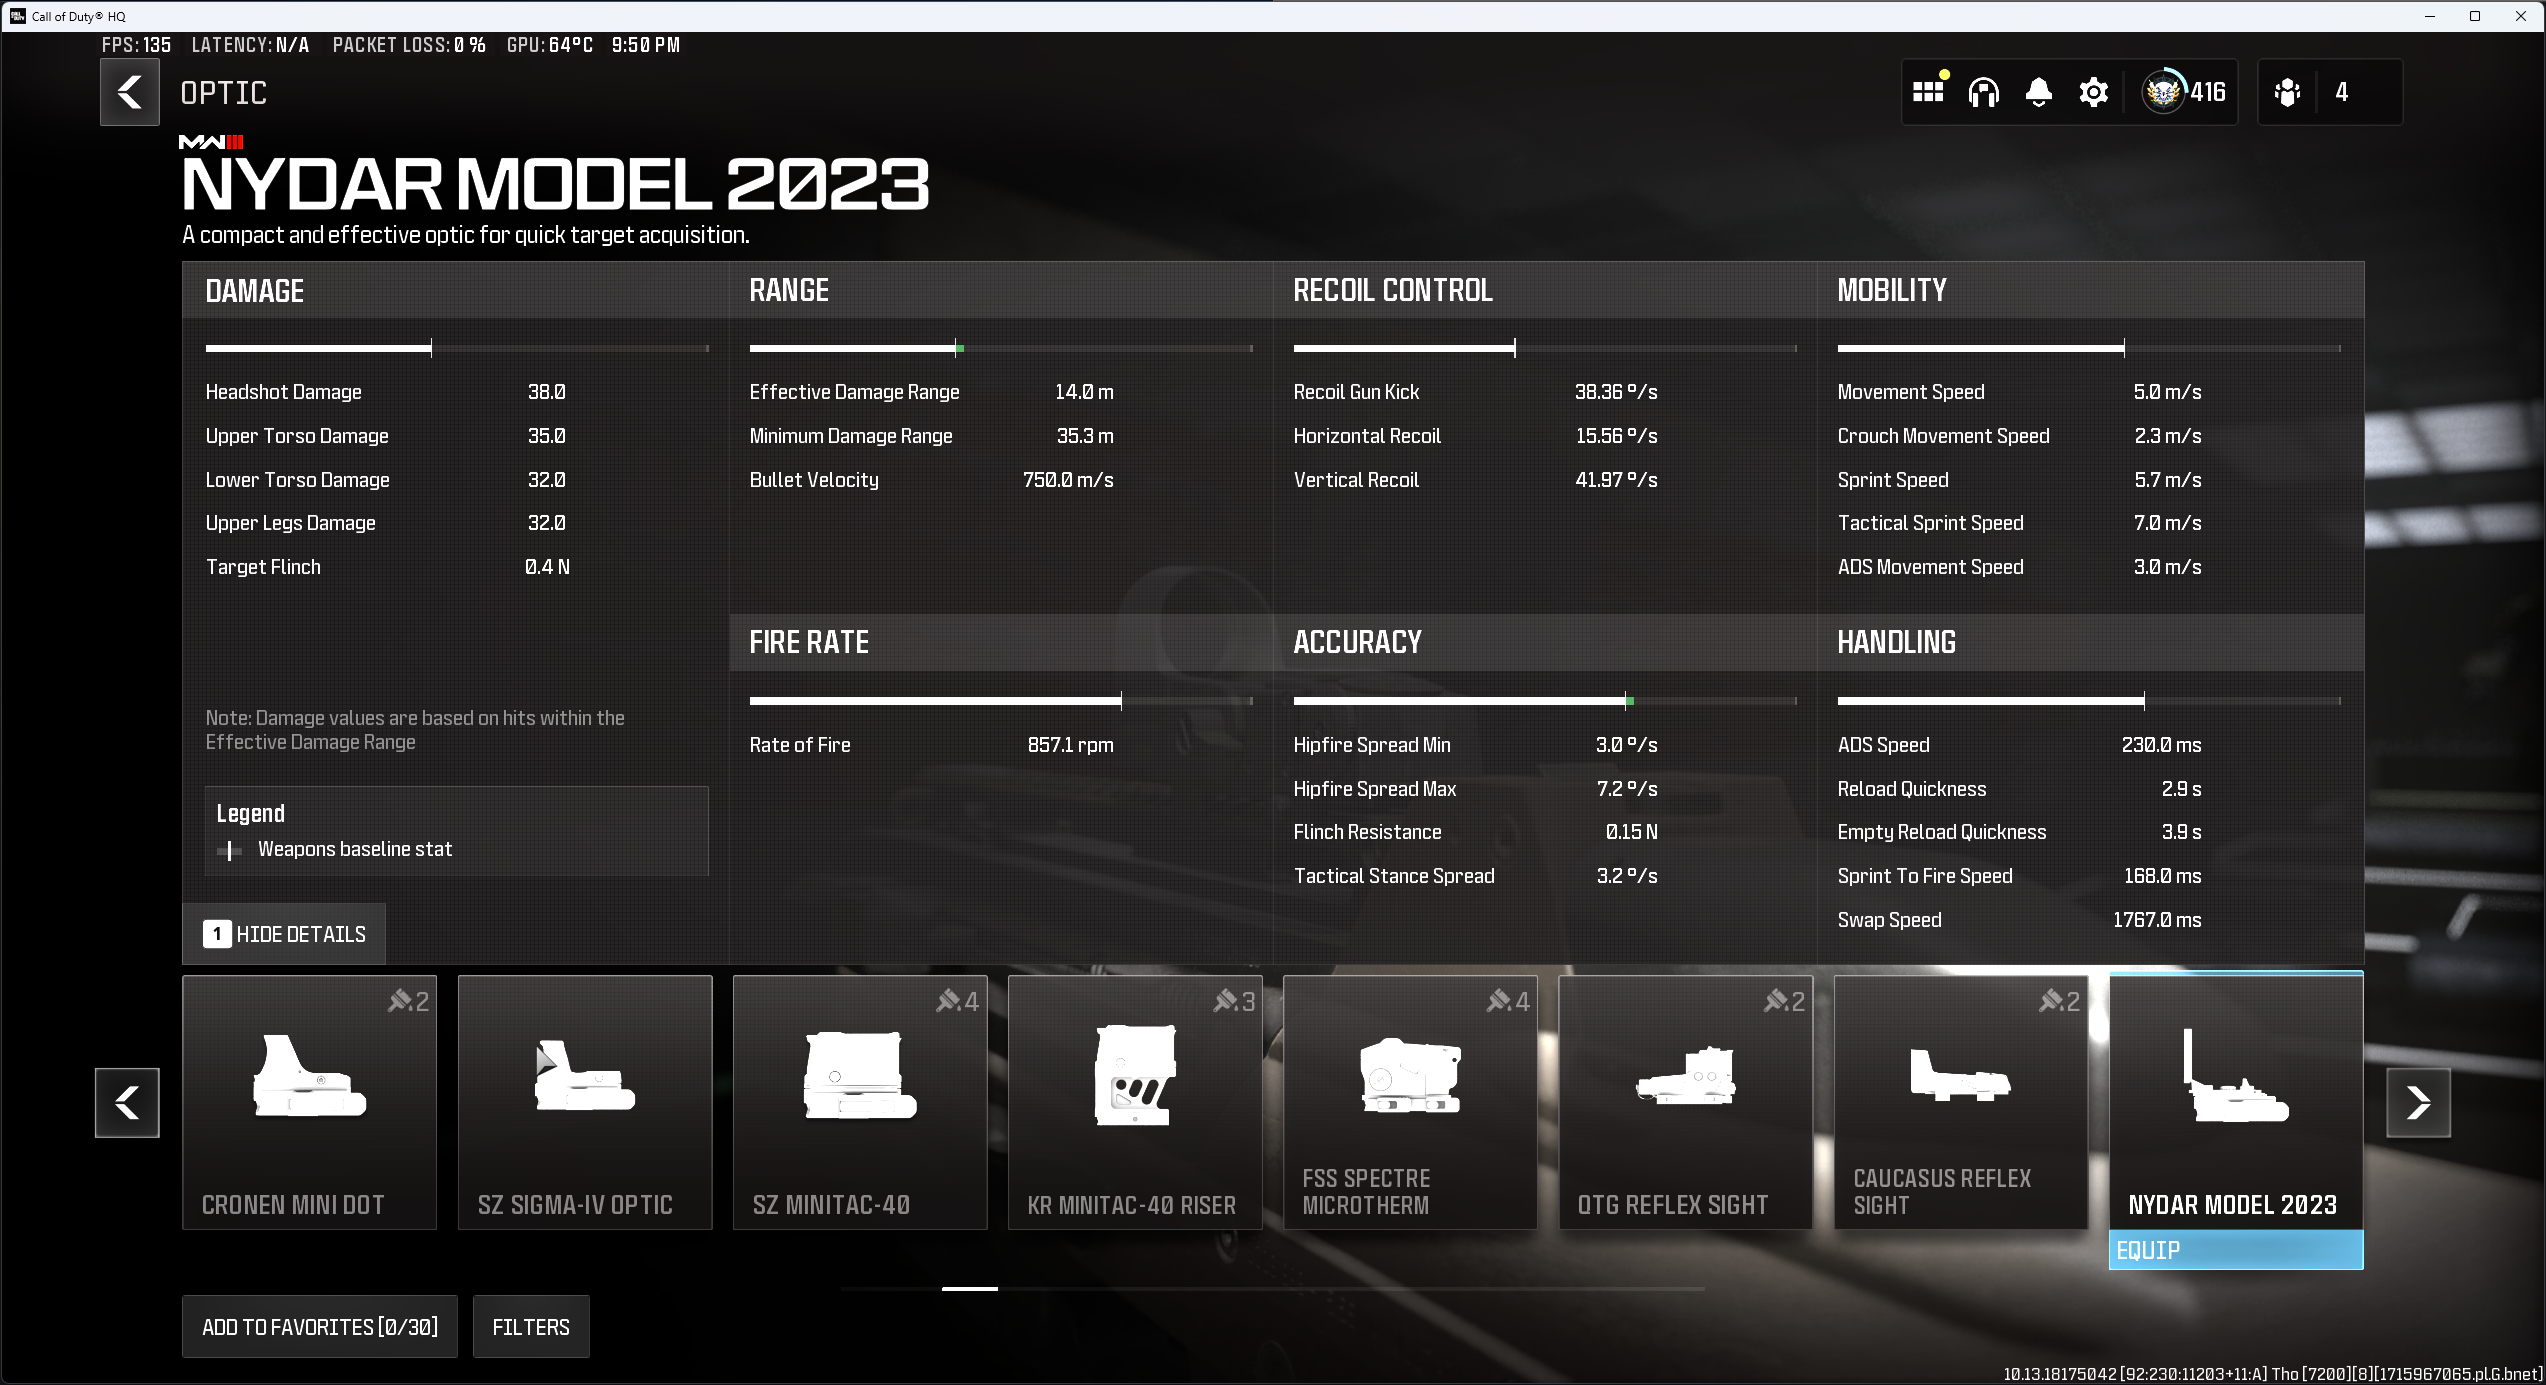 Call of Duty® HQ
FPS: 135 LATENCY: N/A PACKET LOSS: 0 % GPU: 64°C 9:50 PM
OPTIC
416
4
MWIII
NYDAR MODEL 2023
A compact and effective optic for quick target acquisition.
DAMAGE
Headshot Damage 38.0
Upper Torso Damage 35.0
Lower Torso Damage 32.0
Upper Legs Damage 32.0
Target Flinch 0.4 N
Note: Damage values are based on hits within the
Effective Damage Range
Legend
Weapons baseline stat
1 HIDE DETAILS
RANGE
Effective Damage Range 14.0 m
Minimum Damage Range 35.3 m
Bullet Velocity 750.0 m/s
FIRE RATE
Rate of Fire 857.1 rpm
RECOIL CONTROL
Recoil Gun Kick 38.36 º/s
Horizontal Recoil 15.56 º/s
Vertical Recoil 41.97 º/s
ACCURACY
Hipfire Spread Min 3.0 º/s
Hipfire Spread Max 7.2 º/s
Flinch Resistance 0.15 N
Tactical Stance Spread 3.2 º/s
MOBILITY
Movement Speed 5.0 m/s
Crouch Movement Speed 2.3 m/s
Sprint Speed 5.7 m/s
Tactical Sprint Speed 7.0 m/s
ADS Movement Speed 3.0 m/s
HANDLING
ADS Speed 230.0 ms
Reload Quickness 2.9 s
Empty Reload Quickness 3.9 s
Sprint To Fire Speed 168.0 ms
Swap Speed 1767.0 ms
2
CRONEN MINI DOT
SZ SIGMA-IV OPTIC
4
SZ MINITAC-40
3
KR MINITAC-40 RISER
4
FSS SPECTRE
MICROTHERM
2
QTG REFLEX SIGHT
2
CAUCASUS REFLEX
SIGHT
NYDAR MODEL 2023
EQUIP
ADD TO FAVORITES [0/30]
FILTERS
10.13.18175042 [92:230:11203+11:A] Tho [7200][8][1715967065.pl.G.bnet]